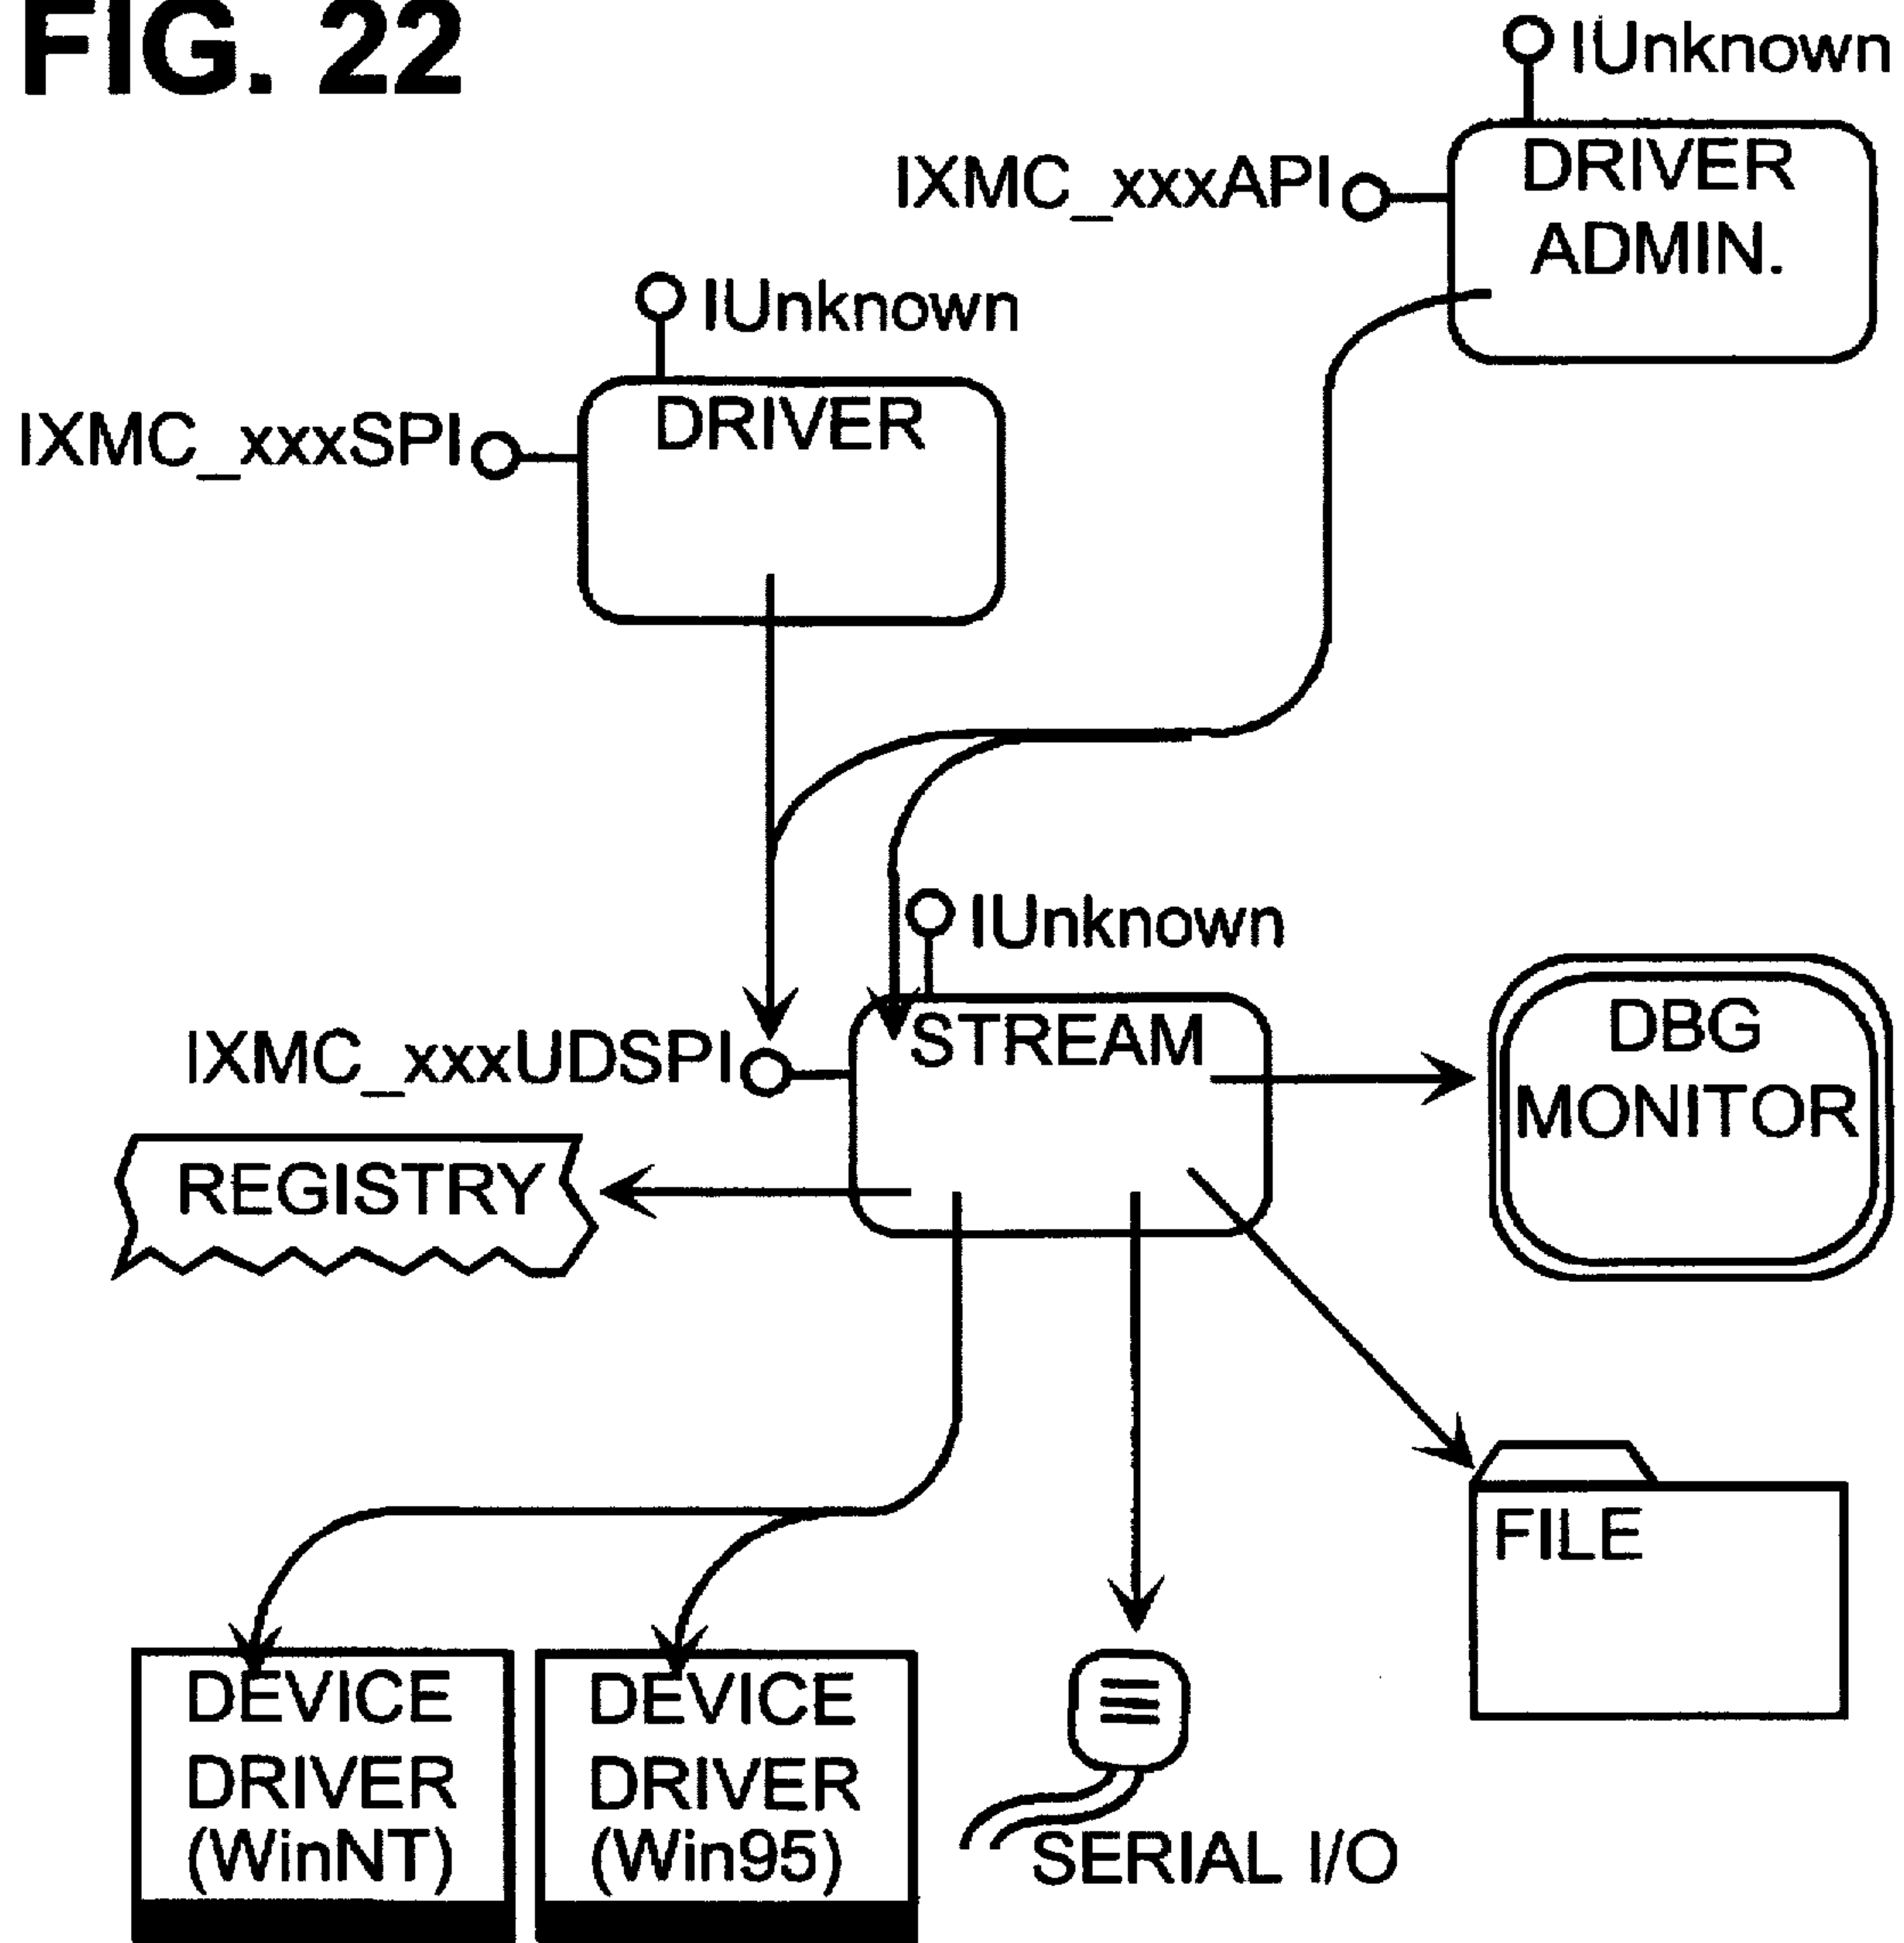 FIG. 22
IUnknown
IXMC_xxxAPI
DRIVER
ADMIN.
IUnknown
IXMC_xxxSPI
DRIVER
IUnknown
IXMC_xxxUDSPI
STREAM
DBG
MONITOR
REGISTRY
FILE
DEVICE
DRIVER
(WinNT)
DEVICE
DRIVER
(Win95)
SERIAL I/O